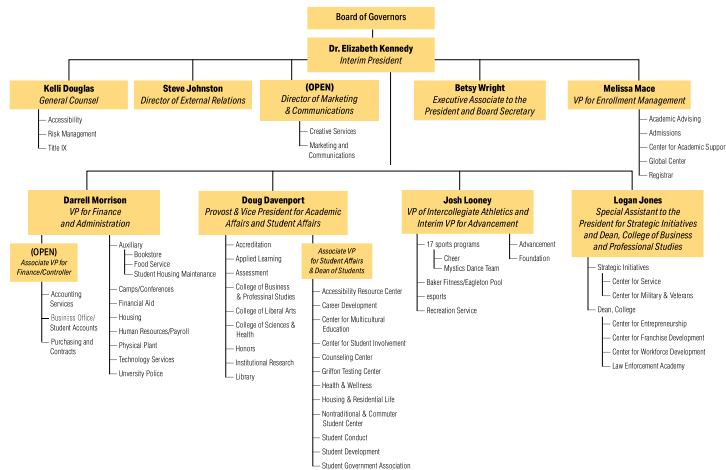 Board of Governors
Dr. Elizabeth Kennedy
Interim President
Kelli Douglas
General Counsel
Accessibility
Risk Management
Title IX
Steve Johnston
Director of External Relations
(OPEN)
Director of Marketing
& Communications
Creative Services
Marketing and
Communications
Betsy Wright
Executive Associate to the
President and Board Secretary
Melissa Mace
VP for Enrollment Management
Academic Advising
Admissions
Center for Academic Suppor
Global Center
Registrar
Darrell Morrison
VP for Finance
and Administration
(OPEN)
Associate VP for
Finance/Controller
Accounting
Services
Business Office/
Student Accounts
Purchasing and
Contracts
Auxiliary
Bookstore
Food Service
Student Housing Maintenance
Camps/Conferences
Financial Aid
Housing
Human Resources/Payroll
Physical Plant
Technology Services
Unversity Police
Doug Davenport
Provost & Vice President for Academic
Affairs and Student Affairs
Accreditation
Applied Learning
Assessment
College of Business
& Professinal Studies
College of Liberal Arts
College of Sciences &
Health
Honors
Institutional Research
Library
Associate VP
for Student Affairs
& Dean of Students
Accessibility Resource Center
Career Development
Center for Multicultural
Education
Center for Student Involvement
Counseling Center
Griffon Testing Center
Health & Wellness
Housing & Residential Life
Nontraditional & Commuter
Student Center
Student Conduct
Student Development
Student Government Association
Josh Looney
VP of Intercollegiate Athletics and
Interim VP for Advancement
17 sports programs
Cheer
Mystics Dance Team
Baker Fitness/Eagleton Pool
esports
Recreation Service
Advancement
Foundation
Logan Jones
Special Assistant to the
President for Strategic Initiatives
and Dean, College of Business
and Professional Studies
Strategic Initiatives
Center for Service
Center for Military & Veterans
Dean, College
Center for Entrepreneurship
Center for Franchise Development
Center for Workforce Development
Law Enforcement Academy